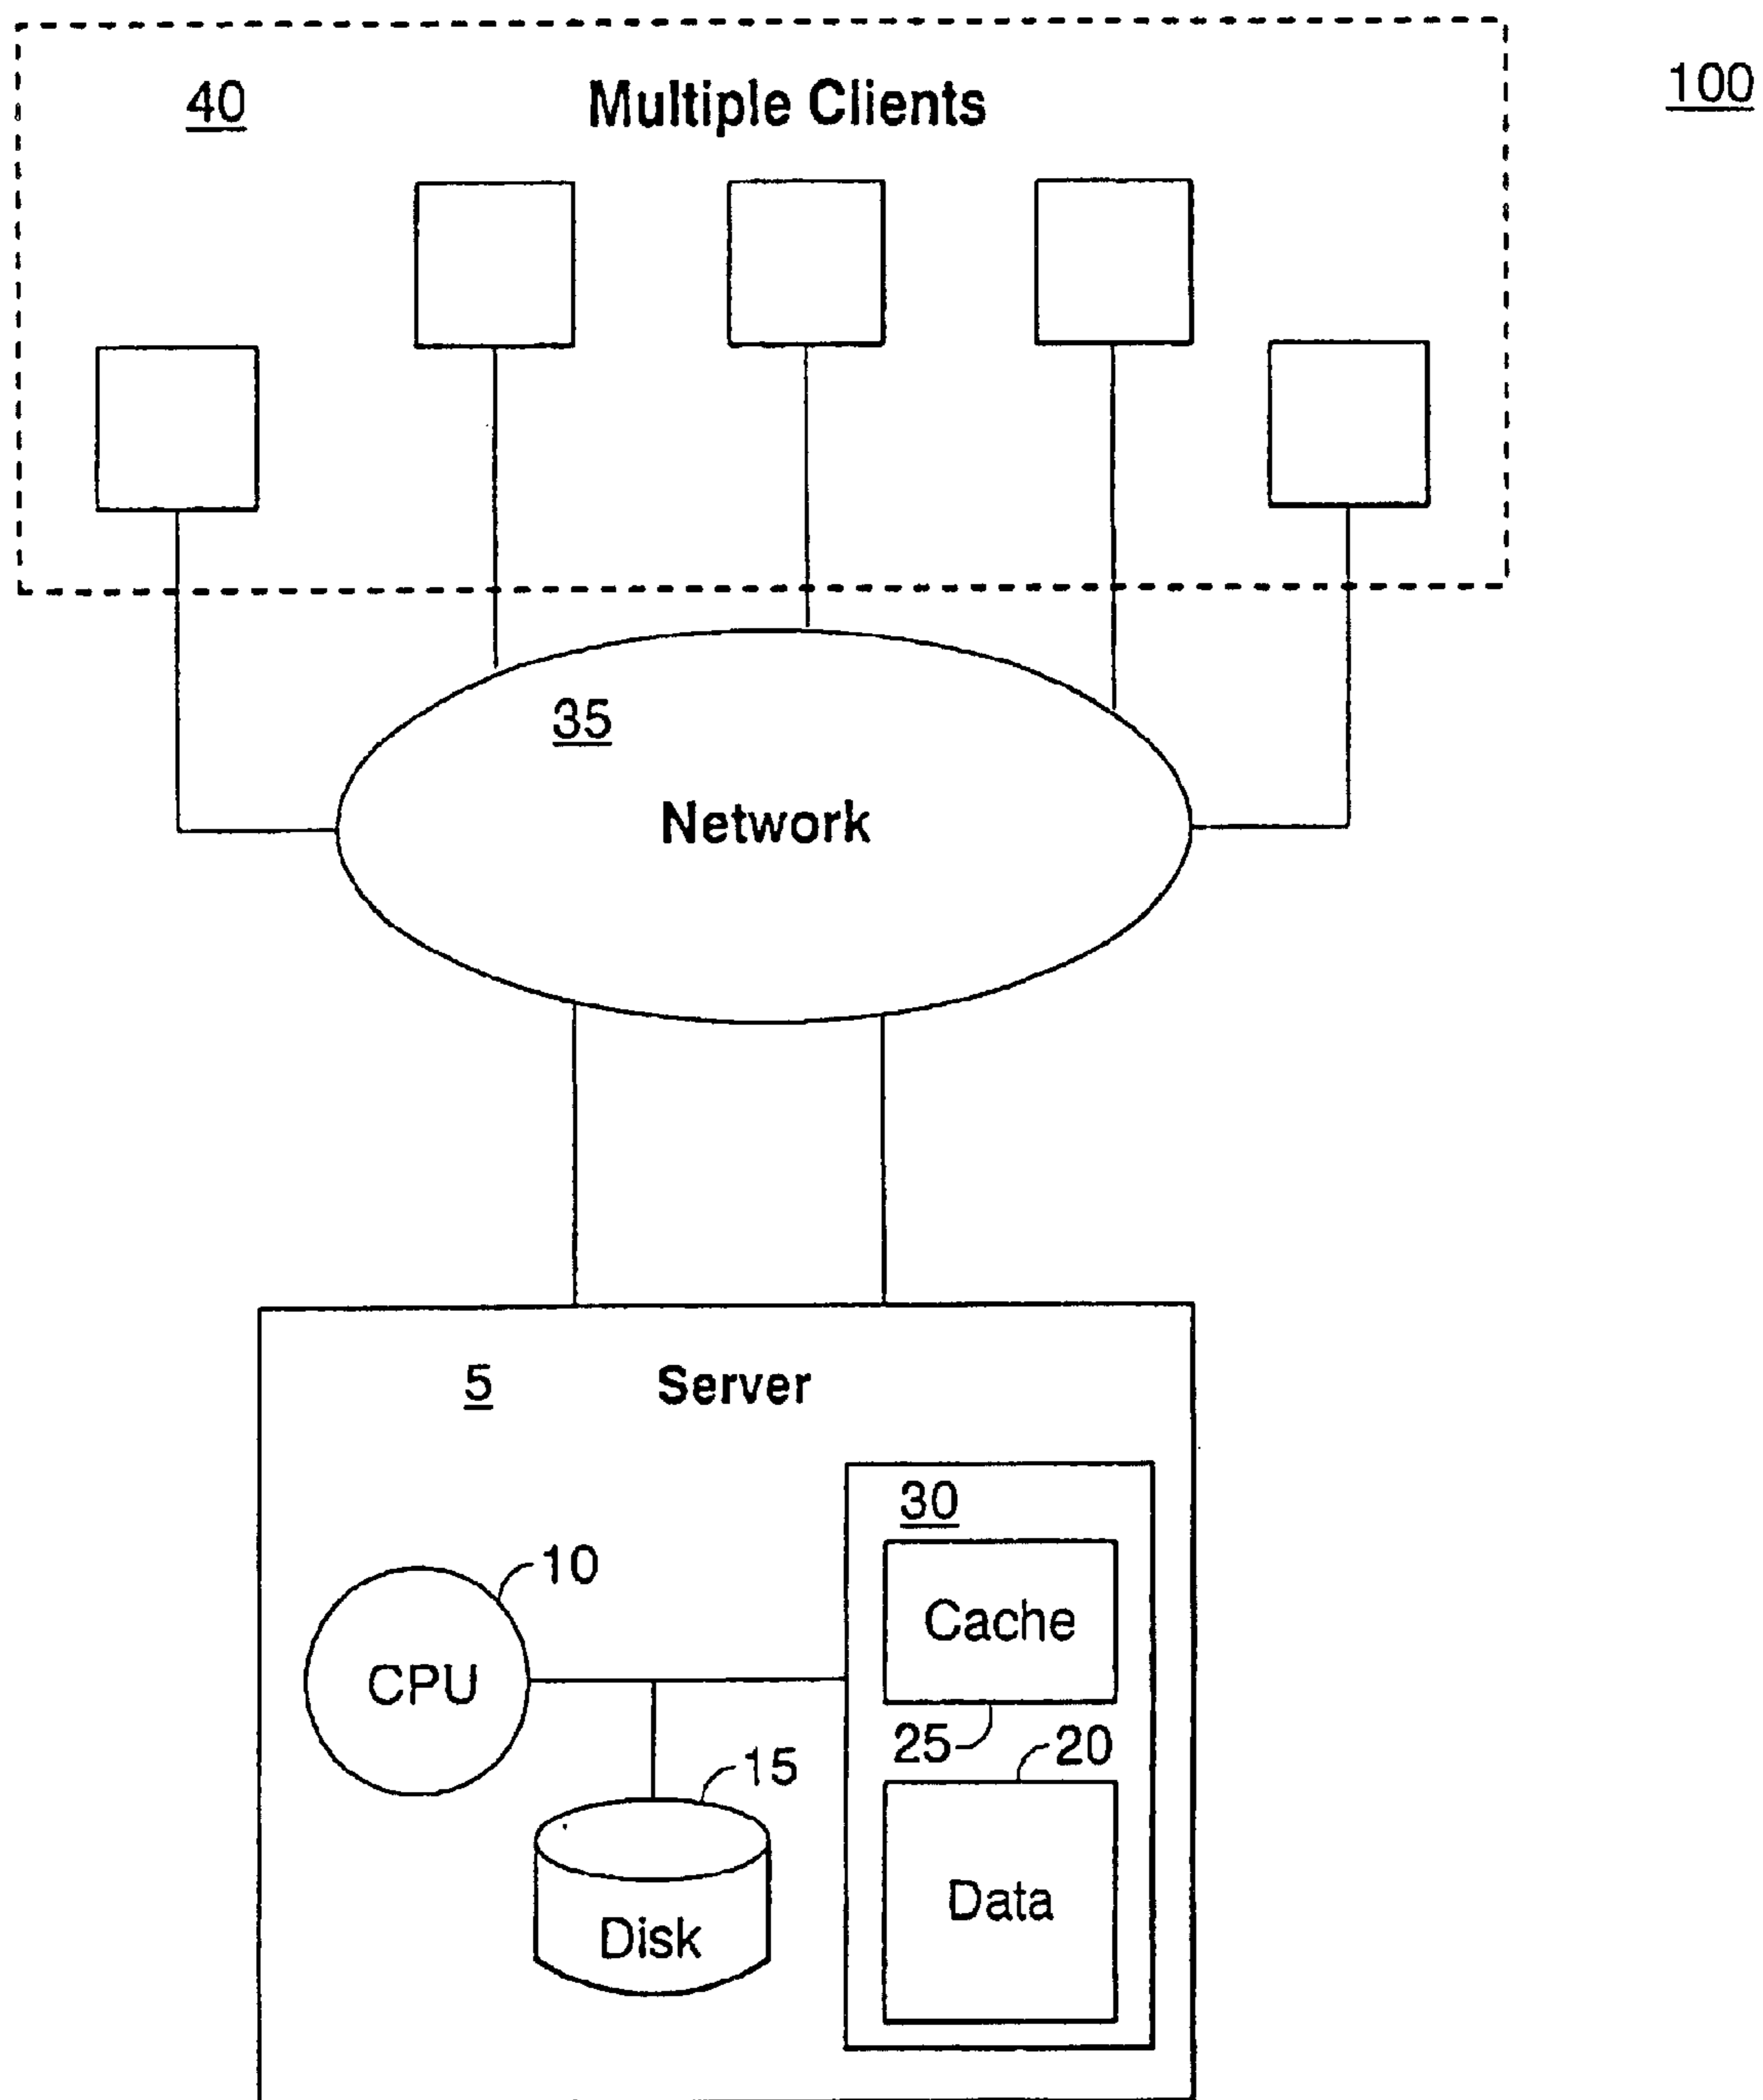 40 Multiple Clients 100
35
Network
5 Server
30
10
Cache
CPU
25 20
15
Data
Disk